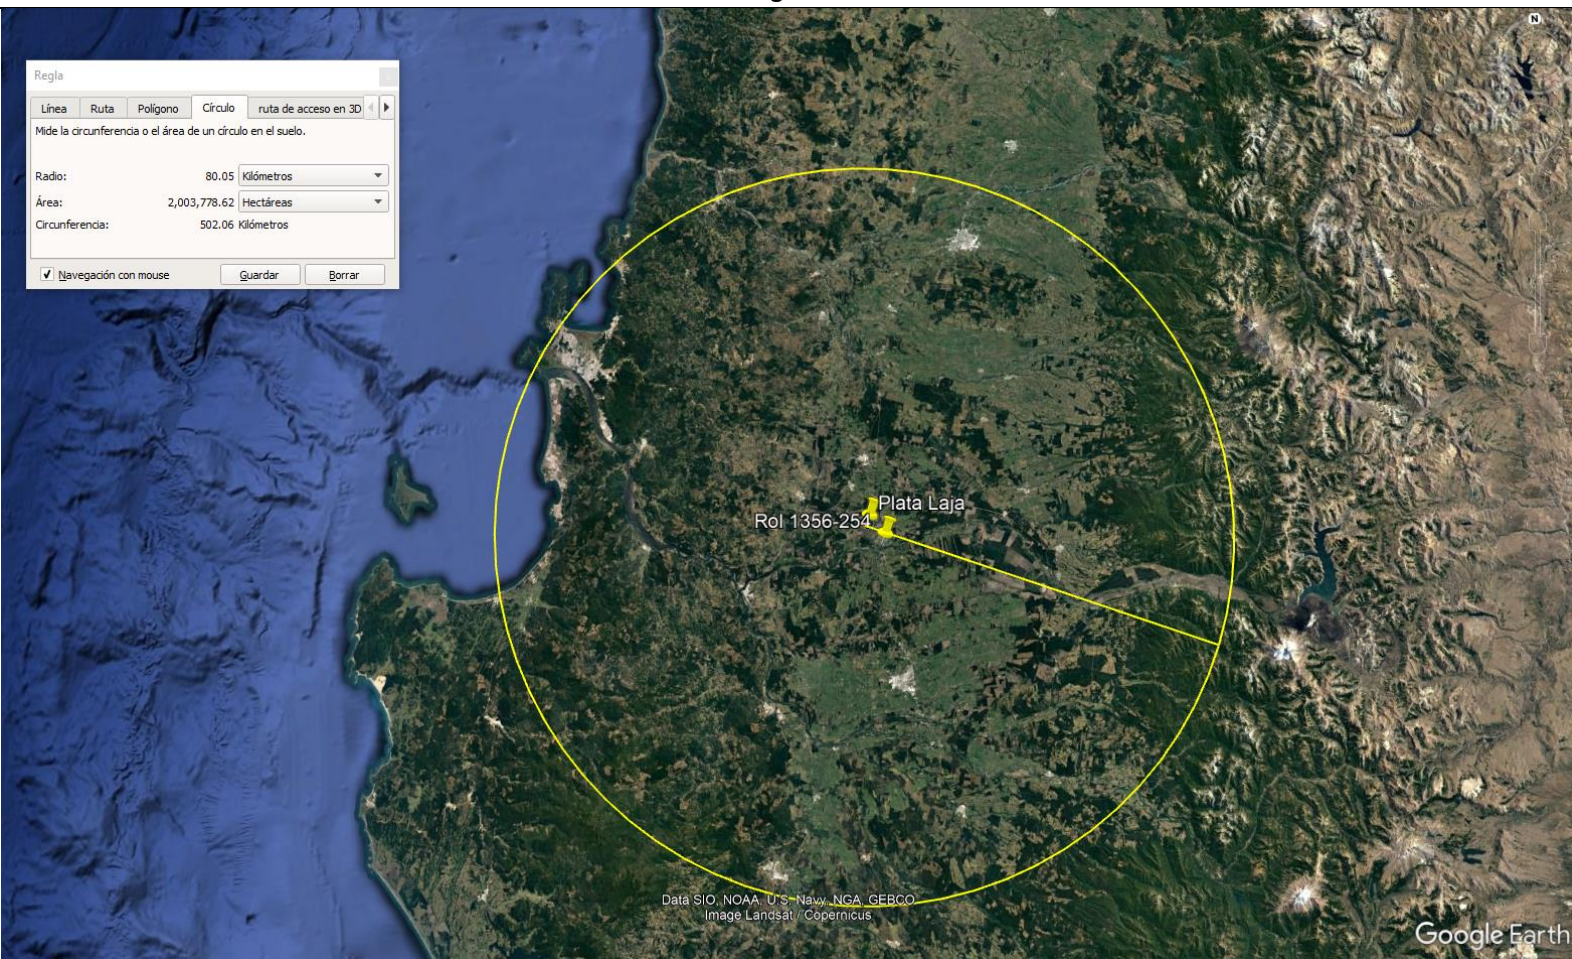 N
Regla
Línea Ruta Polígono Círculo ruta de acceso en 3D
Mide la circunferencia o el área de un círculo en el suelo.
Radio: 80.05 Kilómetros
Área: 2,003,778.62 Hectáreas
Circunferencia: 502.06 Kilómetros
Navegación con mouse Guardar Borrar
Plata Laja
Rol 1356-254
Data SIO, NOAA, U.S. Navy, NGA, GEBCO
Image Landsat / Copernicus
Google Earth